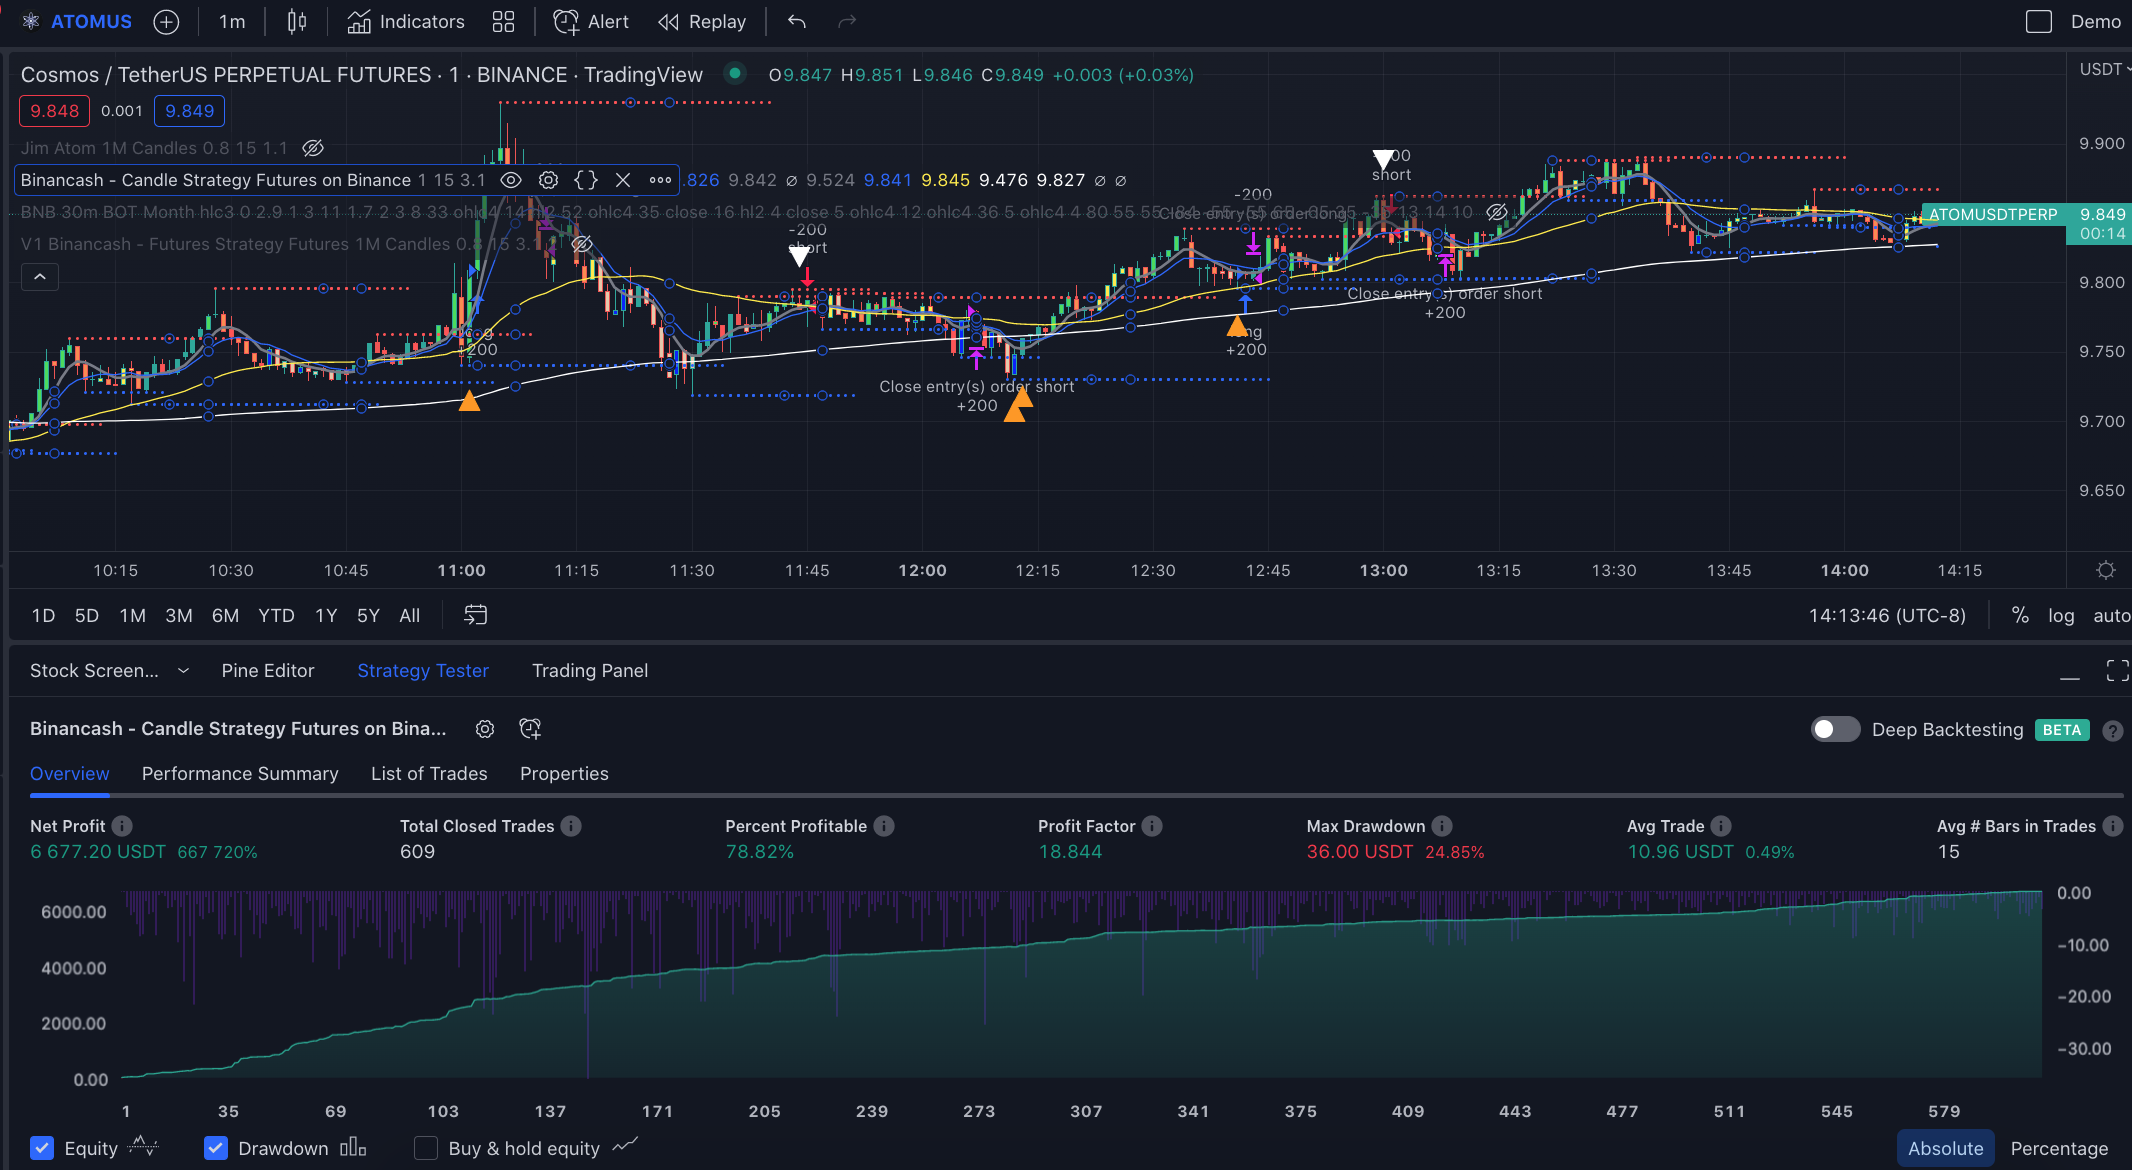 ATOMUS 1m Indicators Alert Replay Demo
Cosmos / TetherUS PERPETUAL FUTURES · 1 · BINANCE · TradingView O9.847 H9.851 L9.846 C9.849 +0.003 (+0.03%) USDT
9.848 0.001 9.849
Jim Atom 1M Candles 0.8 15 1.1
Binancash - Candle Strategy Futures on Binance 1 15 3.1 .826 9.842 ∅ 9.524 9.841 9.845 9.476 9.827 ∅ ∅
BNB 30m BOT Month hlc3 0 2.9 1 3 11 1.7 2 3 8 33 ohlc4 14 hl2 52 ohlc4 35 close 16 hl2 4 close 5 ohlc4 12 ohlc4 36 5 ohlc4 4 80 55 55
V1 Binancash - Futures Strategy Futures 1M Candles 0.8 15 3.1
-200
short
short
-200
Close entry(s) order long
+200
Close entry(s) order short
+200
+200
Close entry(s) order short
+200
ATOMUSDTPERP 9.849
00:14
9.900
9.800
9.750
9.700
9.650
10:15 10:30 10:45 11:00 11:15 11:30 11:45 12:00 12:15 12:30 12:45 13:00 13:15 13:30 13:45 14:00 14:15
1D 5D 1M 3M 6M YTD 1Y 5Y All 14:13:46 (UTC-8) % log auto
Stock Screen... Pine Editor Strategy Tester Trading Panel
Binancash - Candle Strategy Futures on Bina... Deep Backtesting BETA ?
Overview Performance Summary List of Trades Properties
Net Profit Total Closed Trades Percent Profitable Profit Factor Max Drawdown Avg Trade Avg # Bars in Trades
6 677.20 USDT 667 720% 609 78.82% 18.844 36.00 USDT 24.85% 10.96 USDT 0.49% 15
6000.00
4000.00
2000.00
0.00
0.00
−10.00
−20.00
−30.00
1 35 69 103 137 171 205 239 273 307 341 375 409 443 477 511 545 579
Equity Drawdown Buy & hold equity Absolute Percentage